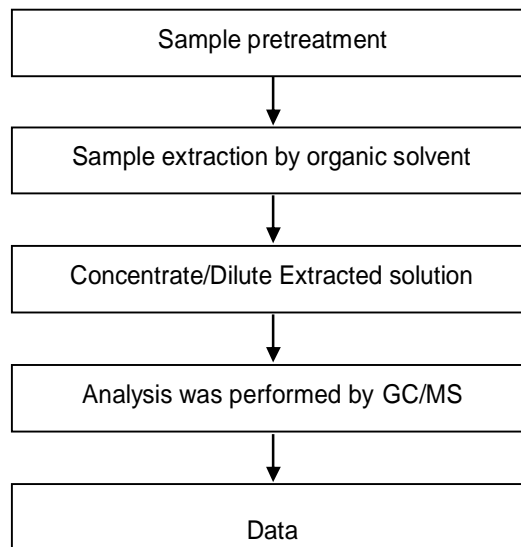 Sample pretreatment
Sample extraction by organic solvent
Concentrate/Dilute Extracted solution
Analysis was performed by GC/MS
Data